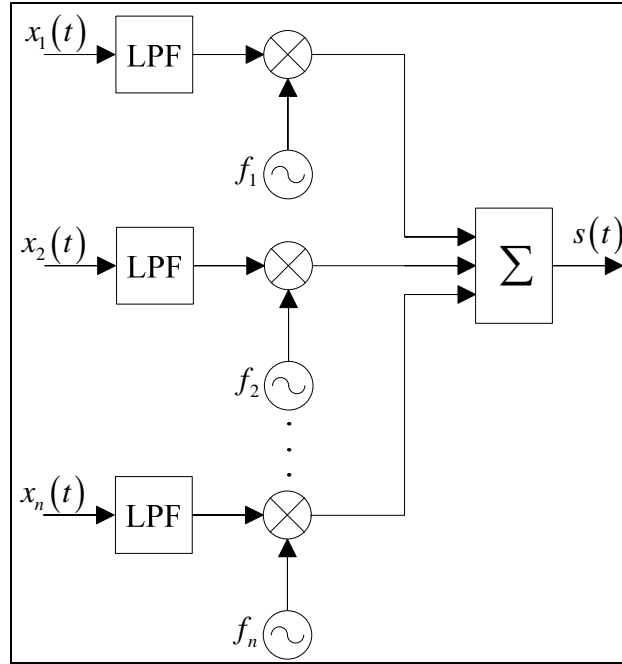 x₁(t)
LPF
f₁
x₂(t)
LPF
∑
s(t)
f₂
xₙ(t)
LPF
fₙ